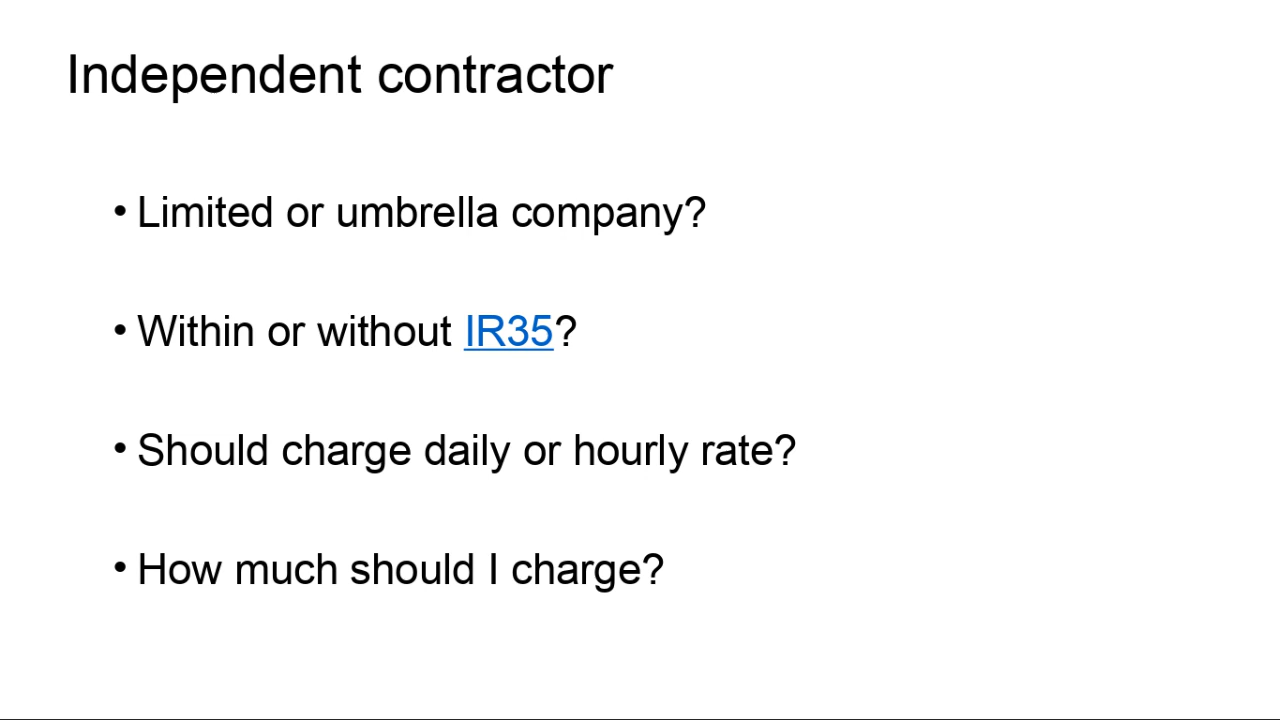 Independent contractor
• Limited or umbrella company?
• Within or without IR35?
• Should charge daily or hourly rate?
• How much should I charge?